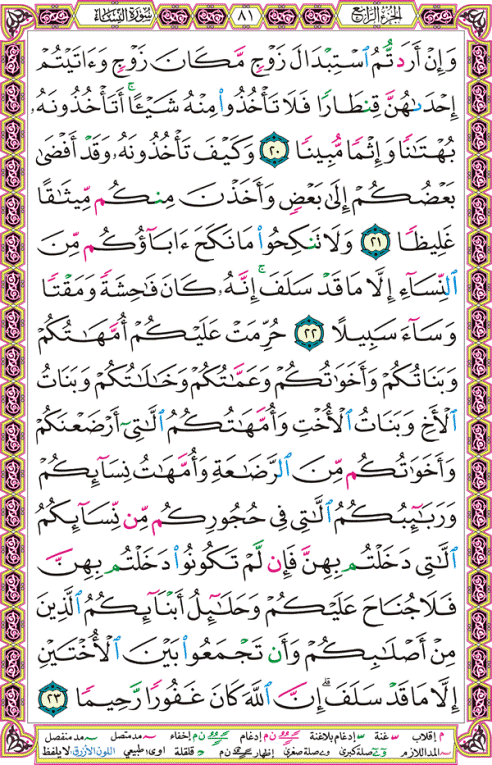 الجزء الرابع ٨١ سورة النساء
وَإِنْ أَرَدتُّمُ ٱسْتِبْدَالَ زَوْجٍ مَّكَانَ زَوْجٍ وَءَاتَيْتُمْ
إِحْدَىٰهُنَّ قِنطَارًا فَلَا تَأْخُذُوا۟ مِنْهُ شَيْـًٔا ۚ أَتَأْخُذُونَهُۥ
بُهْتَٰنًا وَإِثْمًا مُّبِينًا ٢٠ وَكَيْفَ تَأْخُذُونَهُۥ وَقَدْ أَفْضَىٰ
بَعْضُكُمْ إِلَىٰ بَعْضٍ وَأَخَذْنَ مِنكُم مِّيثَٰقًا
غَلِيظًا ٢١ وَلَا تَنكِحُوا۟ مَا نَكَحَ ءَابَآؤُكُم مِّنَ
ٱلنِّسَآءِ إِلَّا مَا قَدْ سَلَفَ ۚ إِنَّهُۥ كَانَ فَٰحِشَةً وَمَقْتًا
وَسَآءَ سَبِيلًا ٢٢ حُرِّمَتْ عَلَيْكُمْ أُمَّهَٰتُكُمْ
وَبَنَاتُكُمْ وَأَخَوَٰتُكُمْ وَعَمَّٰتُكُمْ وَخَٰلَٰتُكُمْ وَبَنَاتُ
ٱلْأَخِ وَبَنَاتُ ٱلْأُخْتِ وَأُمَّهَٰتُكُمُ ٱلَّٰتِىٓ أَرْضَعْنَكُمْ
وَأَخَوَٰتُكُم مِّنَ ٱلرَّضَٰعَةِ وَأُمَّهَٰتُ نِسَآئِكُمْ
وَرَبَٰٓئِبُكُمُ ٱلَّٰتِى فِى حُجُورِكُم مِّن نِّسَآئِكُمُ
ٱلَّٰتِى دَخَلْتُم بِهِنَّ فَإِن لَّمْ تَكُونُوا۟ دَخَلْتُم بِهِنَّ
فَلَا جُنَاحَ عَلَيْكُمْ وَحَلَٰٓئِلُ أَبْنَآئِكُمُ ٱلَّذِينَ
مِنْ أَصْلَٰبِكُمْ وَأَن تَجْمَعُوا۟ بَيْنَ ٱلْأُخْتَيْنِ
إِلَّا مَا قَدْ سَلَفَ ۗ إِنَّ ٱللَّهَ كَانَ غَفُورًا رَّحِيمًا ٢٣
م إقلاب س غنة س إدغام بلاغنة ن م إدغام ن م إخفاء مد متصل مد منفصل
المد اللازم صلة كبرى وصلة صغرى إظهار ن م قلقلة اوى طبيعي اللون الأزرق لا يلفظ